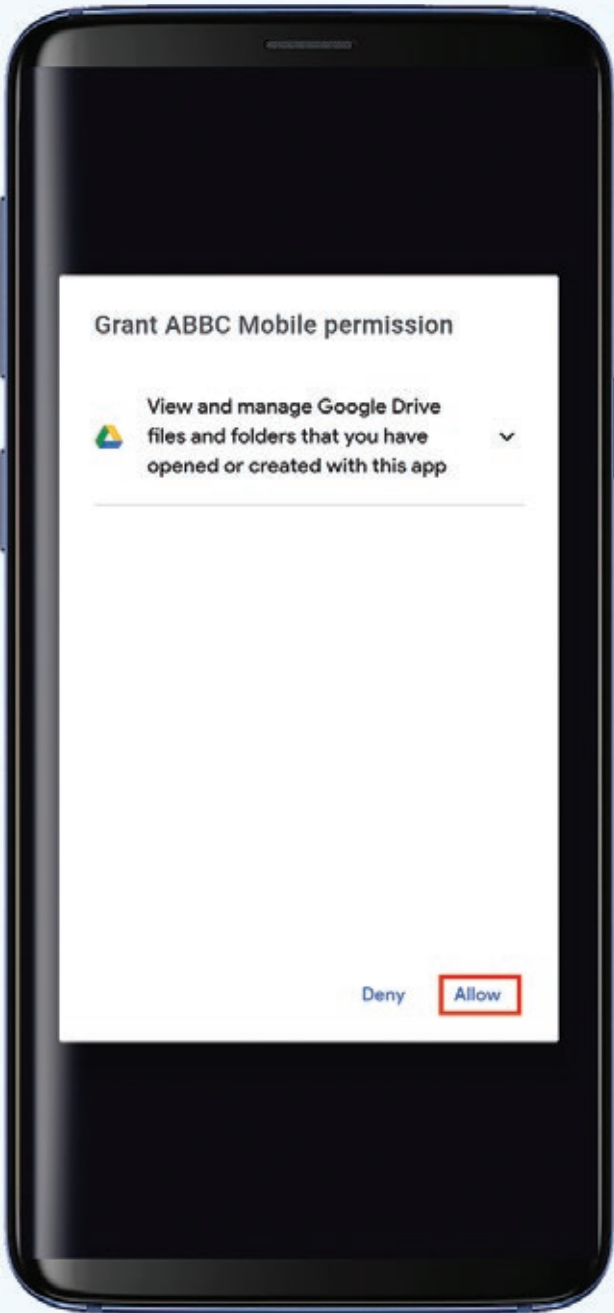 Grant ABBC Mobile permission
View and manage Google Drive
files and folders that you have
opened or created with this app
Deny
Allow